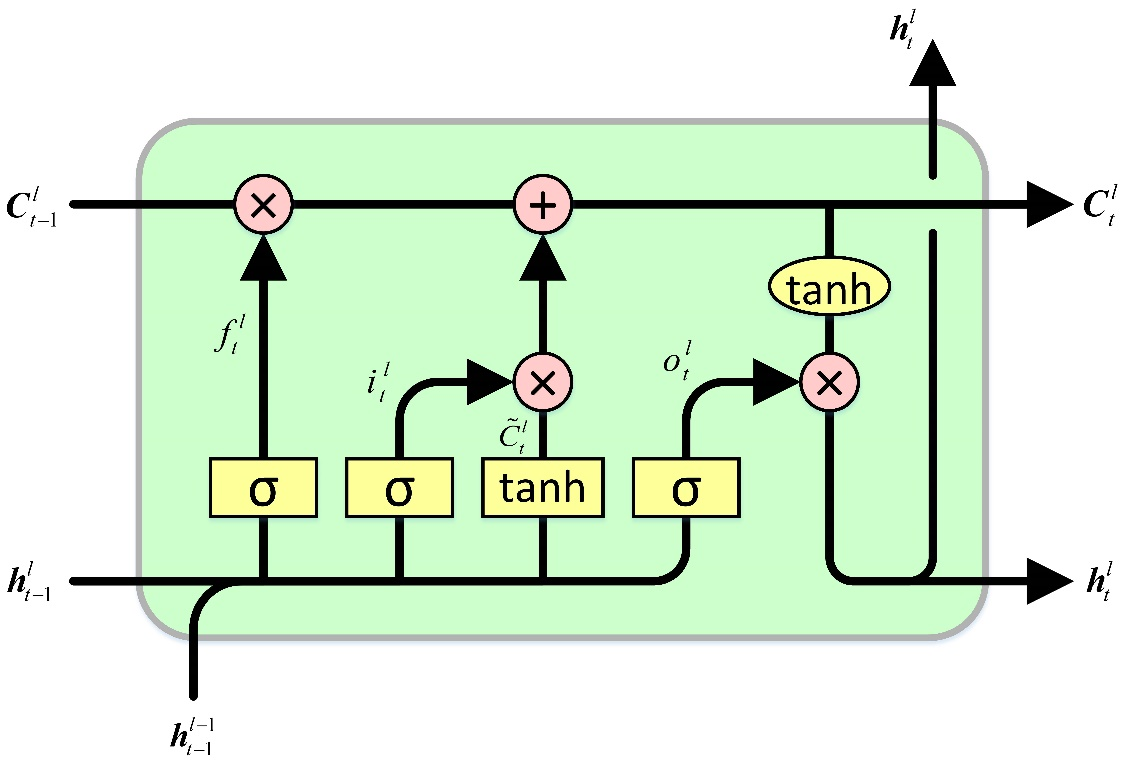 h_t^l
C_{t-1}^l
×
+
C_t^l
tanh
f_t^l
i_t^l
×
o_t^l
×
C̃_t^l
σ
σ
tanh
σ
h_{t-1}^l
h_t^l
h_{t-1}^{l-1}